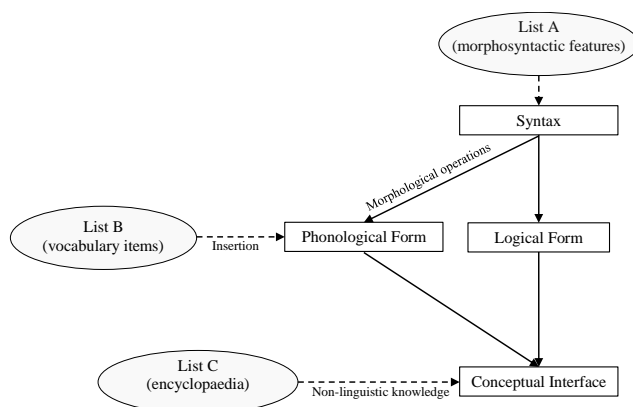 List A
(morphosyntactic features)
Syntax
Morphological operations
List B
(vocabulary items)
Insertion
Phonological Form
Logical Form
List C
(encyclopaedia)
Non-linguistic knowledge
Conceptual Interface